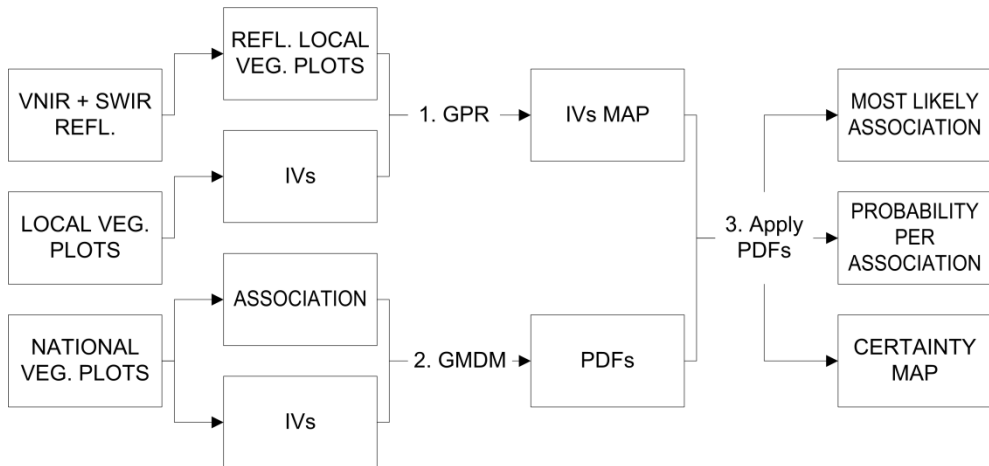 VNIR + SWIR
REFL.
LOCAL VEG.
PLOTS
NATIONAL
VEG. PLOTS
REFL. LOCAL
VEG. PLOTS
IVs
ASSOCIATION
IVs
1. GPR
2. GMDM
IVs MAP
PDFs
3. Apply
PDFs
MOST LIKELY
ASSOCIATION
PROBABILITY
PER
ASSOCIATION
CERTAINTY
MAP